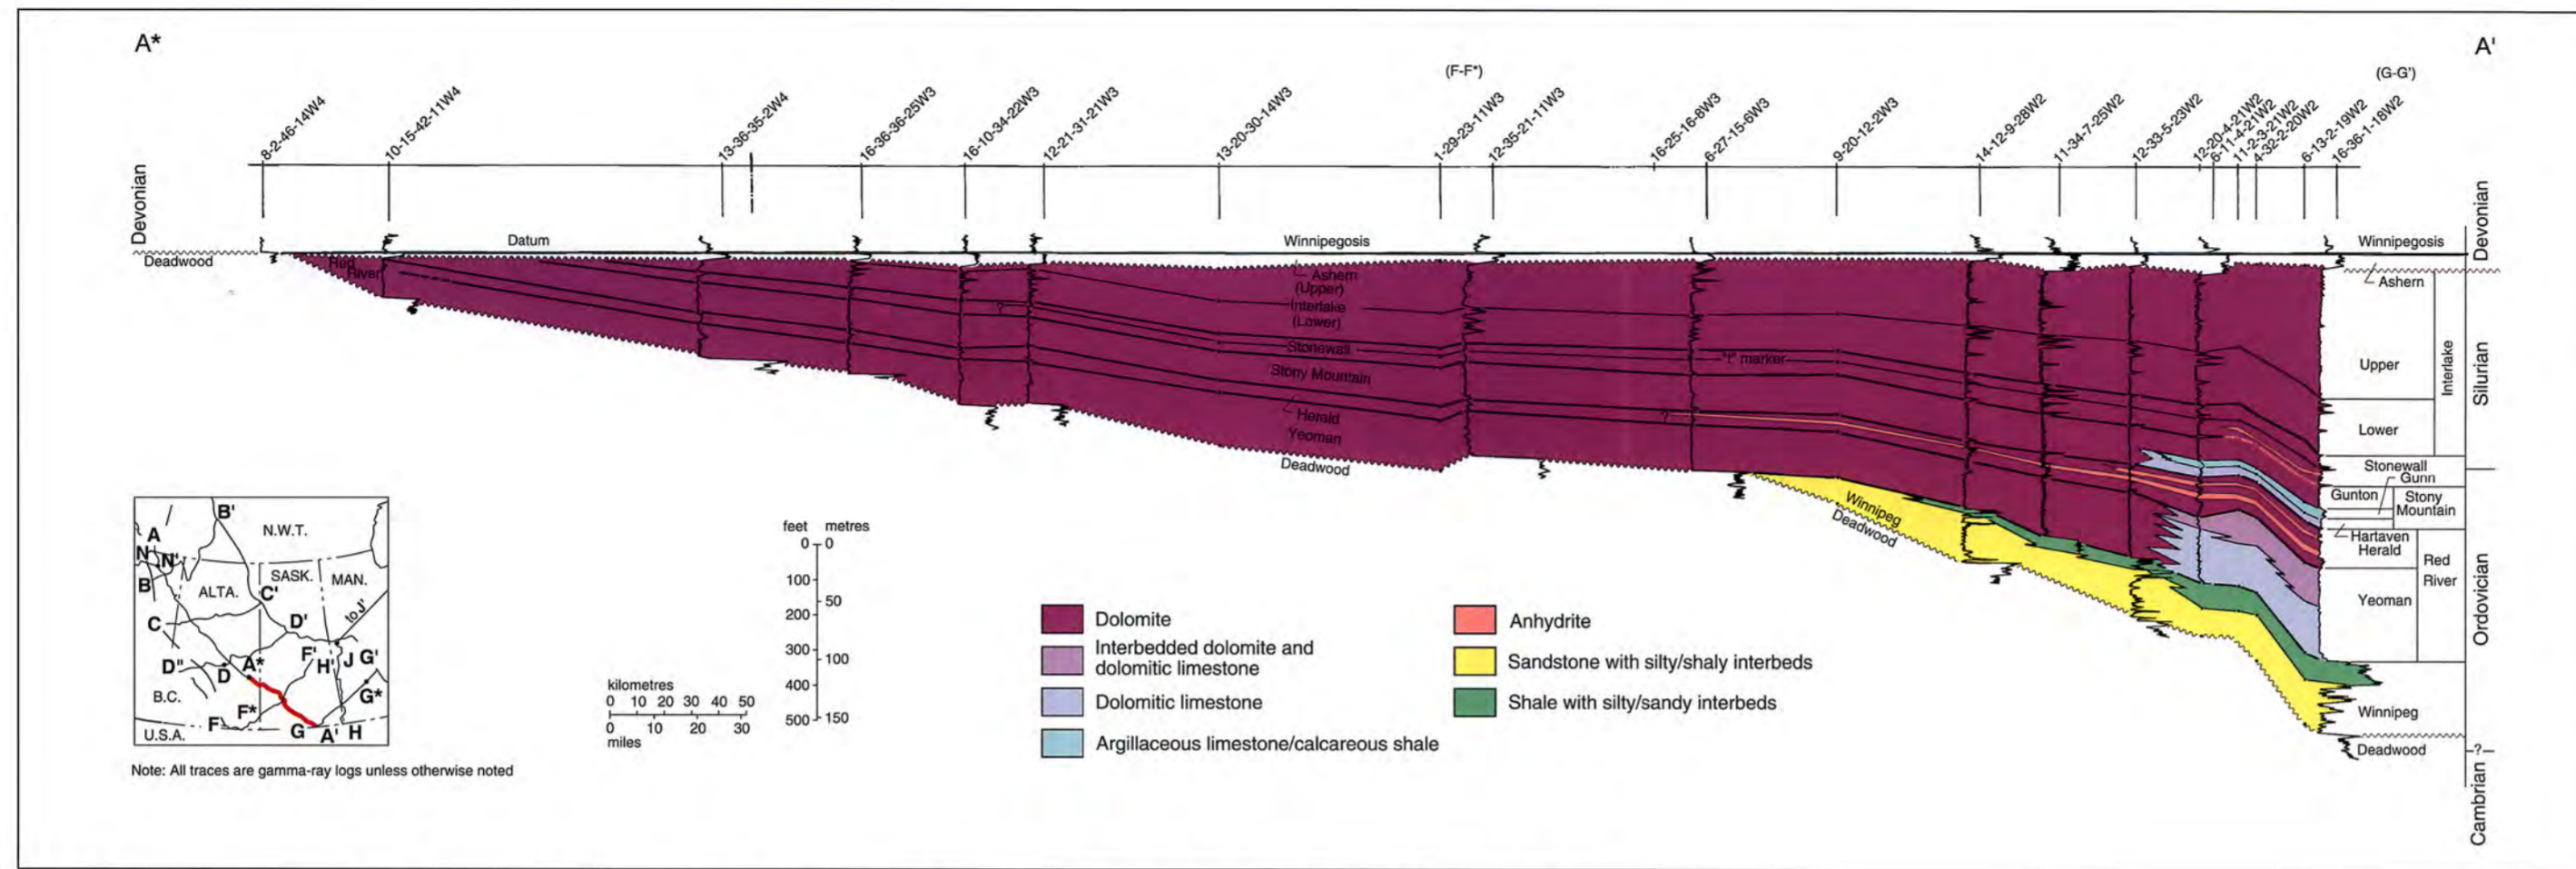 A*
A'
(F-F*)
(G-G')
8-2-46-14W4
10-15-42-11W4
13-36-35-2W4
16-36-36-25W3
16-10-34-22W3
12-21-31-21W3
13-20-30-14W3
1-29-23-11W3
12-35-21-11W3
16-25-16-8W3
6-27-15-6W3
9-20-12-2W3
14-12-9-28W2
11-34-7-25W2
12-33-5-23W2
12-20-4-21W2
6-11-4-21W2
11-2-3-21W2
4-32-2-20W2
6-13-2-19W2
16-36-1-18W2
Devonian
Deadwood
Datum
Winnipegosis
Winnipegosis
Devonian
Red
River
Ashern
(Upper)
Interlake
(Lower)
Stonewall
"t" marker
Stony Mountain
Herald
Yeoman
Deadwood
?
?
Winnipeg
Deadwood
Ashern
Upper
Interlake
Silurian
Lower
Stonewall
Gunn
Gunton
Stony
Mountain
Hartaven
Herald
Red
River
Yeoman
Ordovician
Winnipeg
Deadwood
?
Cambrian
B'
A
N.W.T.
N
N'
B
ALTA.
SASK.
MAN.
C'
C
D'
to J'
D"
D
A*
F'
H'
J
G'
B.C.
F*
G*
F
G
A'
H
U.S.A.
Note: All traces are gamma-ray logs unless otherwise noted
kilometres
0 10 20 30 40 50
0 10 20 30
miles
feet metres
0 0
100
50
200
300
100
400
500 150
Dolomite
Interbedded dolomite and
dolomitic limestone
Dolomitic limestone
Argillaceous limestone/calcareous shale
Anhydrite
Sandstone with silty/shaly interbeds
Shale with silty/sandy interbeds